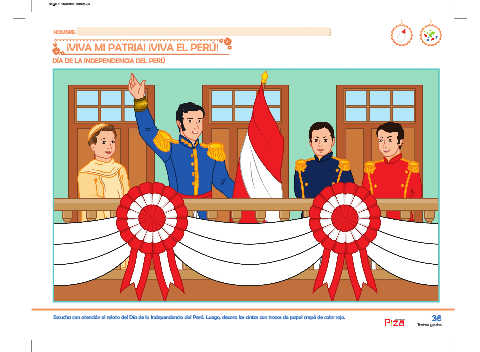 NOMBRE:
¡VIVA MI PATRIA! ¡VIVA EL PERÚ!
DÍA DE LA INDEPENDENCIA DEL PERÚ
Escucha con atención el relato del Día de la Independencia del Perú. Luego, decora las cintas con trozos de papel crepé de color rojo.
36